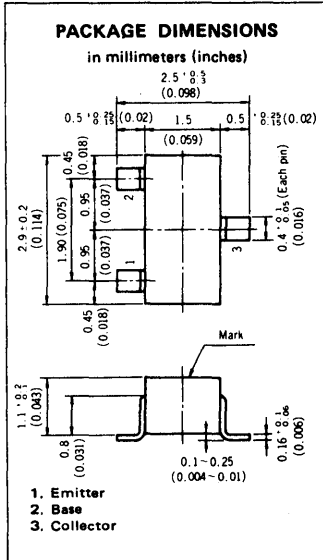 PACKAGE DIMENSIONS
in millimeters (inches)
2.5 +0.5 -0.3
(0.098)
0.5 +0.25 -0.15 (0.02)
1.5
(0.059)
0.5 +0.25 -0.15 (0.02)
0.45
(0.018)
0.95
(0.037)
0.95
(0.037)
0.45
(0.018)
1.90 (0.075)
2.9 ± 0.2
(0.114)
2
1
3
0.4 +0.1 -0.05 (Each pin)
(0.016)
Mark
1.1 +0.2 -0.1
(0.043)
0.8
(0.031)
0.1~0.25
(0.004~0.01)
0.16 +0.1 -0.06
(0.006)
1. Emitter
2. Base
3. Collector